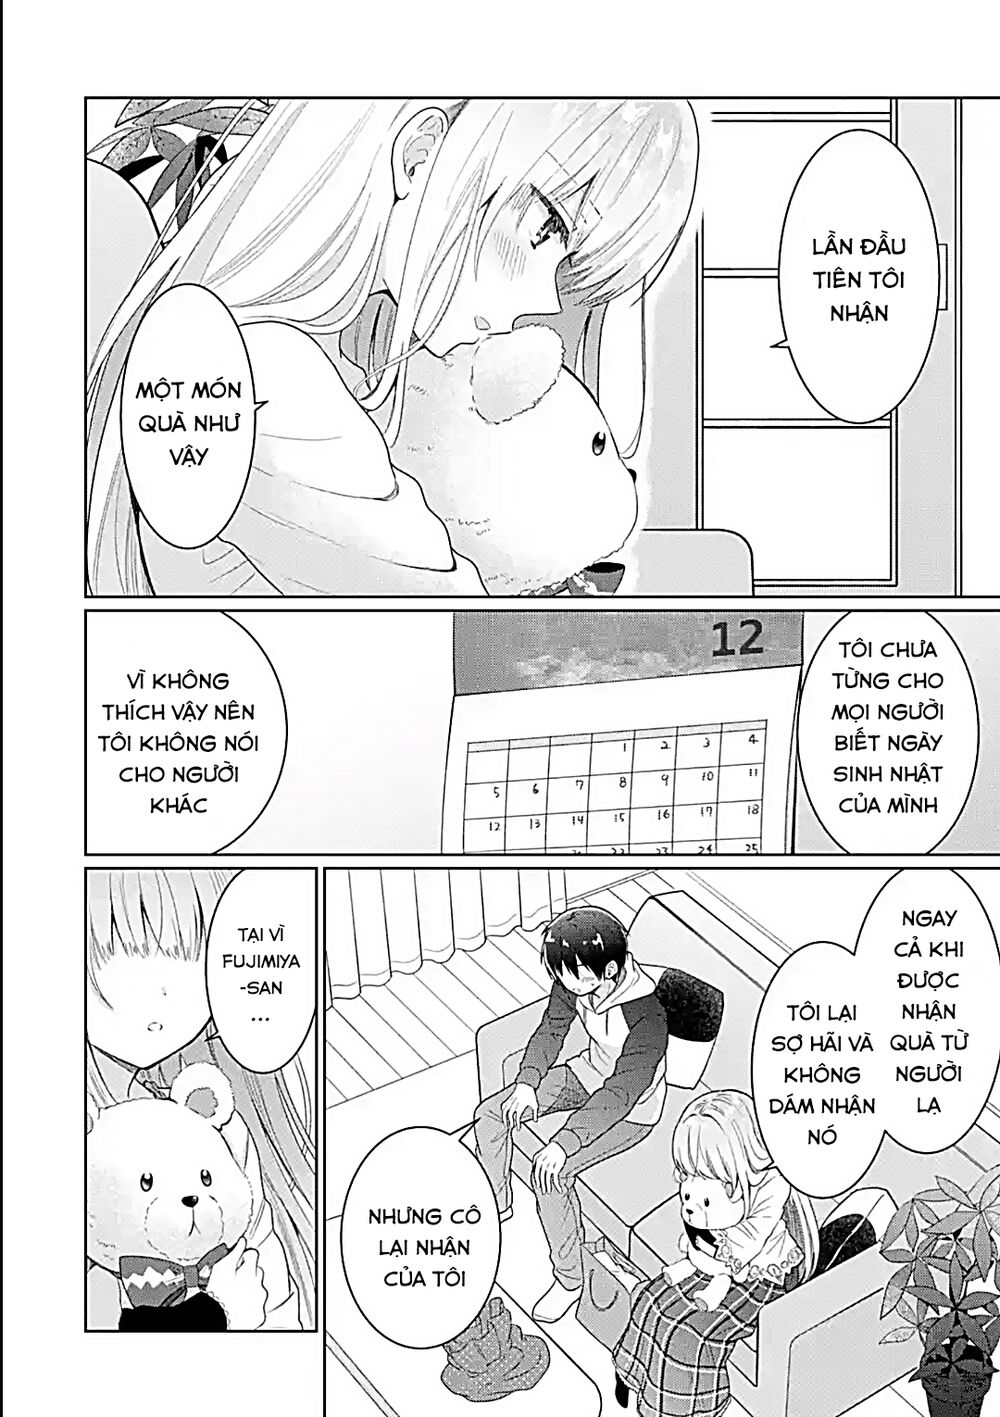 LẦN ĐẦU
TIÊN TÔI
NHẬN
MỘT MÓN
QUÀ NHƯ
VẬY
TÔI CHƯA
TỪNG CHO
MỌI NGƯỜI
BIẾT NGÀY
SINH NHẬT
CỦA MÌNH
12
1 2 3 4
5 6 7 8 9 10 11
12 13 14 15 16 17 18
21 22 23 24 25
VÌ KHÔNG
THÍCH VẬY NÊN
TÔI KHÔNG NÓI
CHO NGƯỜI
KHÁC
NGAY
CẢ KHI
ĐƯỢC
NHẬN
QUÀ TỪ
NGƯỜI
LẠ
TÔI LẠI
SỢ HÃI VÀ
KHÔNG
DÁM NHẬN
NÓ
NHƯNG CÔ
LẠI NHẬN
CỦA TÔI
TẠI VÌ
FUJIMIYA
-SAN
...